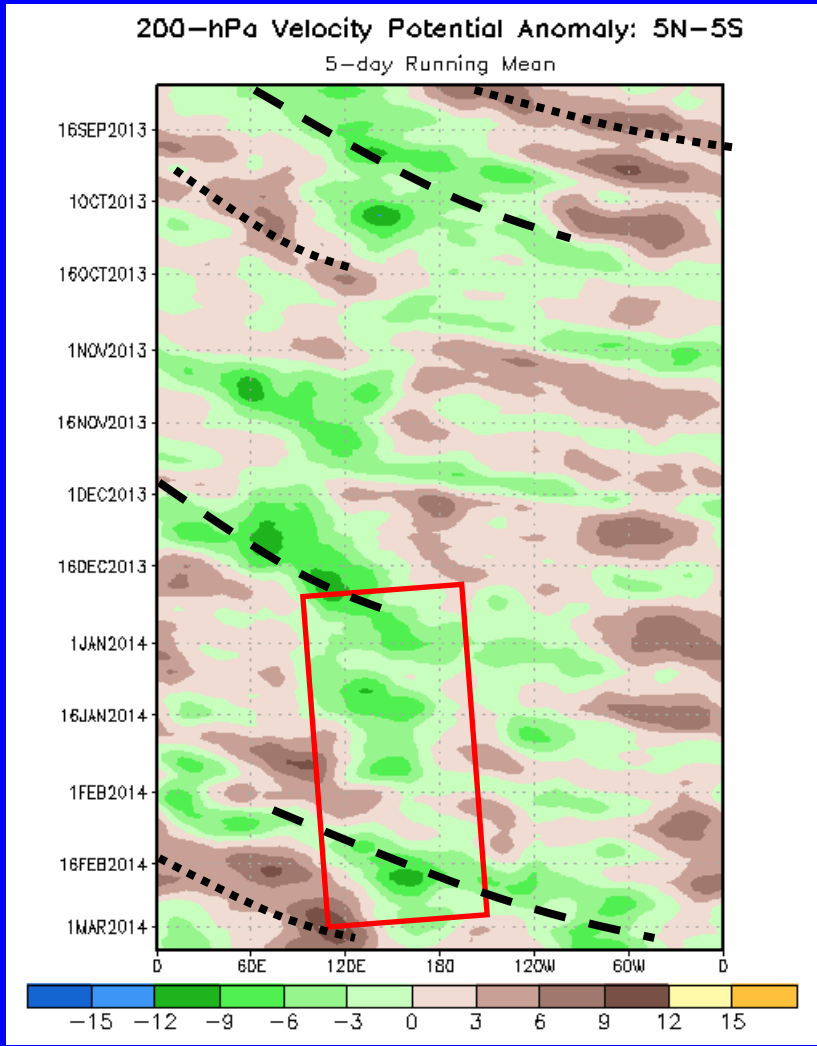 200-hPa Velocity Potential Anomaly: 5N-5S
5-day Running Mean
16SEP2013
1OCT2013
16OCT2013
1NOV2013
16NOV2013
1DEC2013
16DEC2013
1JAN2014
16JAN2014
1FEB2014
16FEB2014
1MAR2014
0 60E 120E 180 120W 60W 0
-15 -12 -9 -6 -3 0 3 6 9 12 15